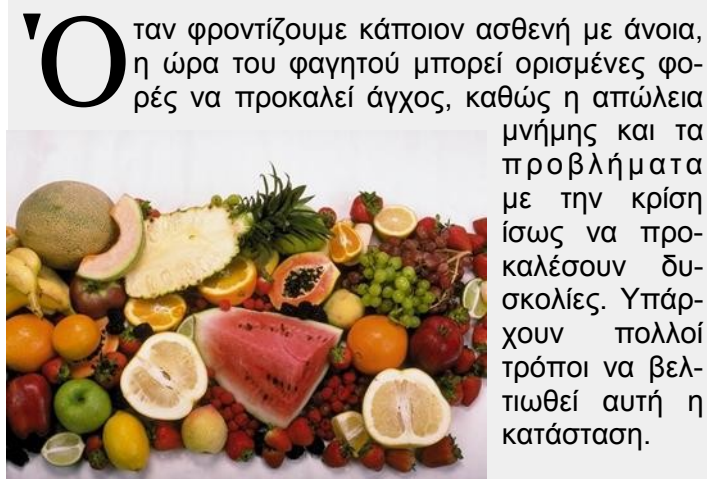 Όταν φροντίζουμε κάποιον ασθενή με άνοια,
η ώρα του φαγητού μπορεί ορισμένες φο-
ρές να προκαλεί άγχος, καθώς η απώλεια
μνήμης και τα
προβλήματα
με την κρίση
ίσως να προ-
καλέσουν δυ-
σκολίες. Υπάρ-
χουν πολλοί
τρόποι να βελ-
τιωθεί αυτή η
κατάσταση.